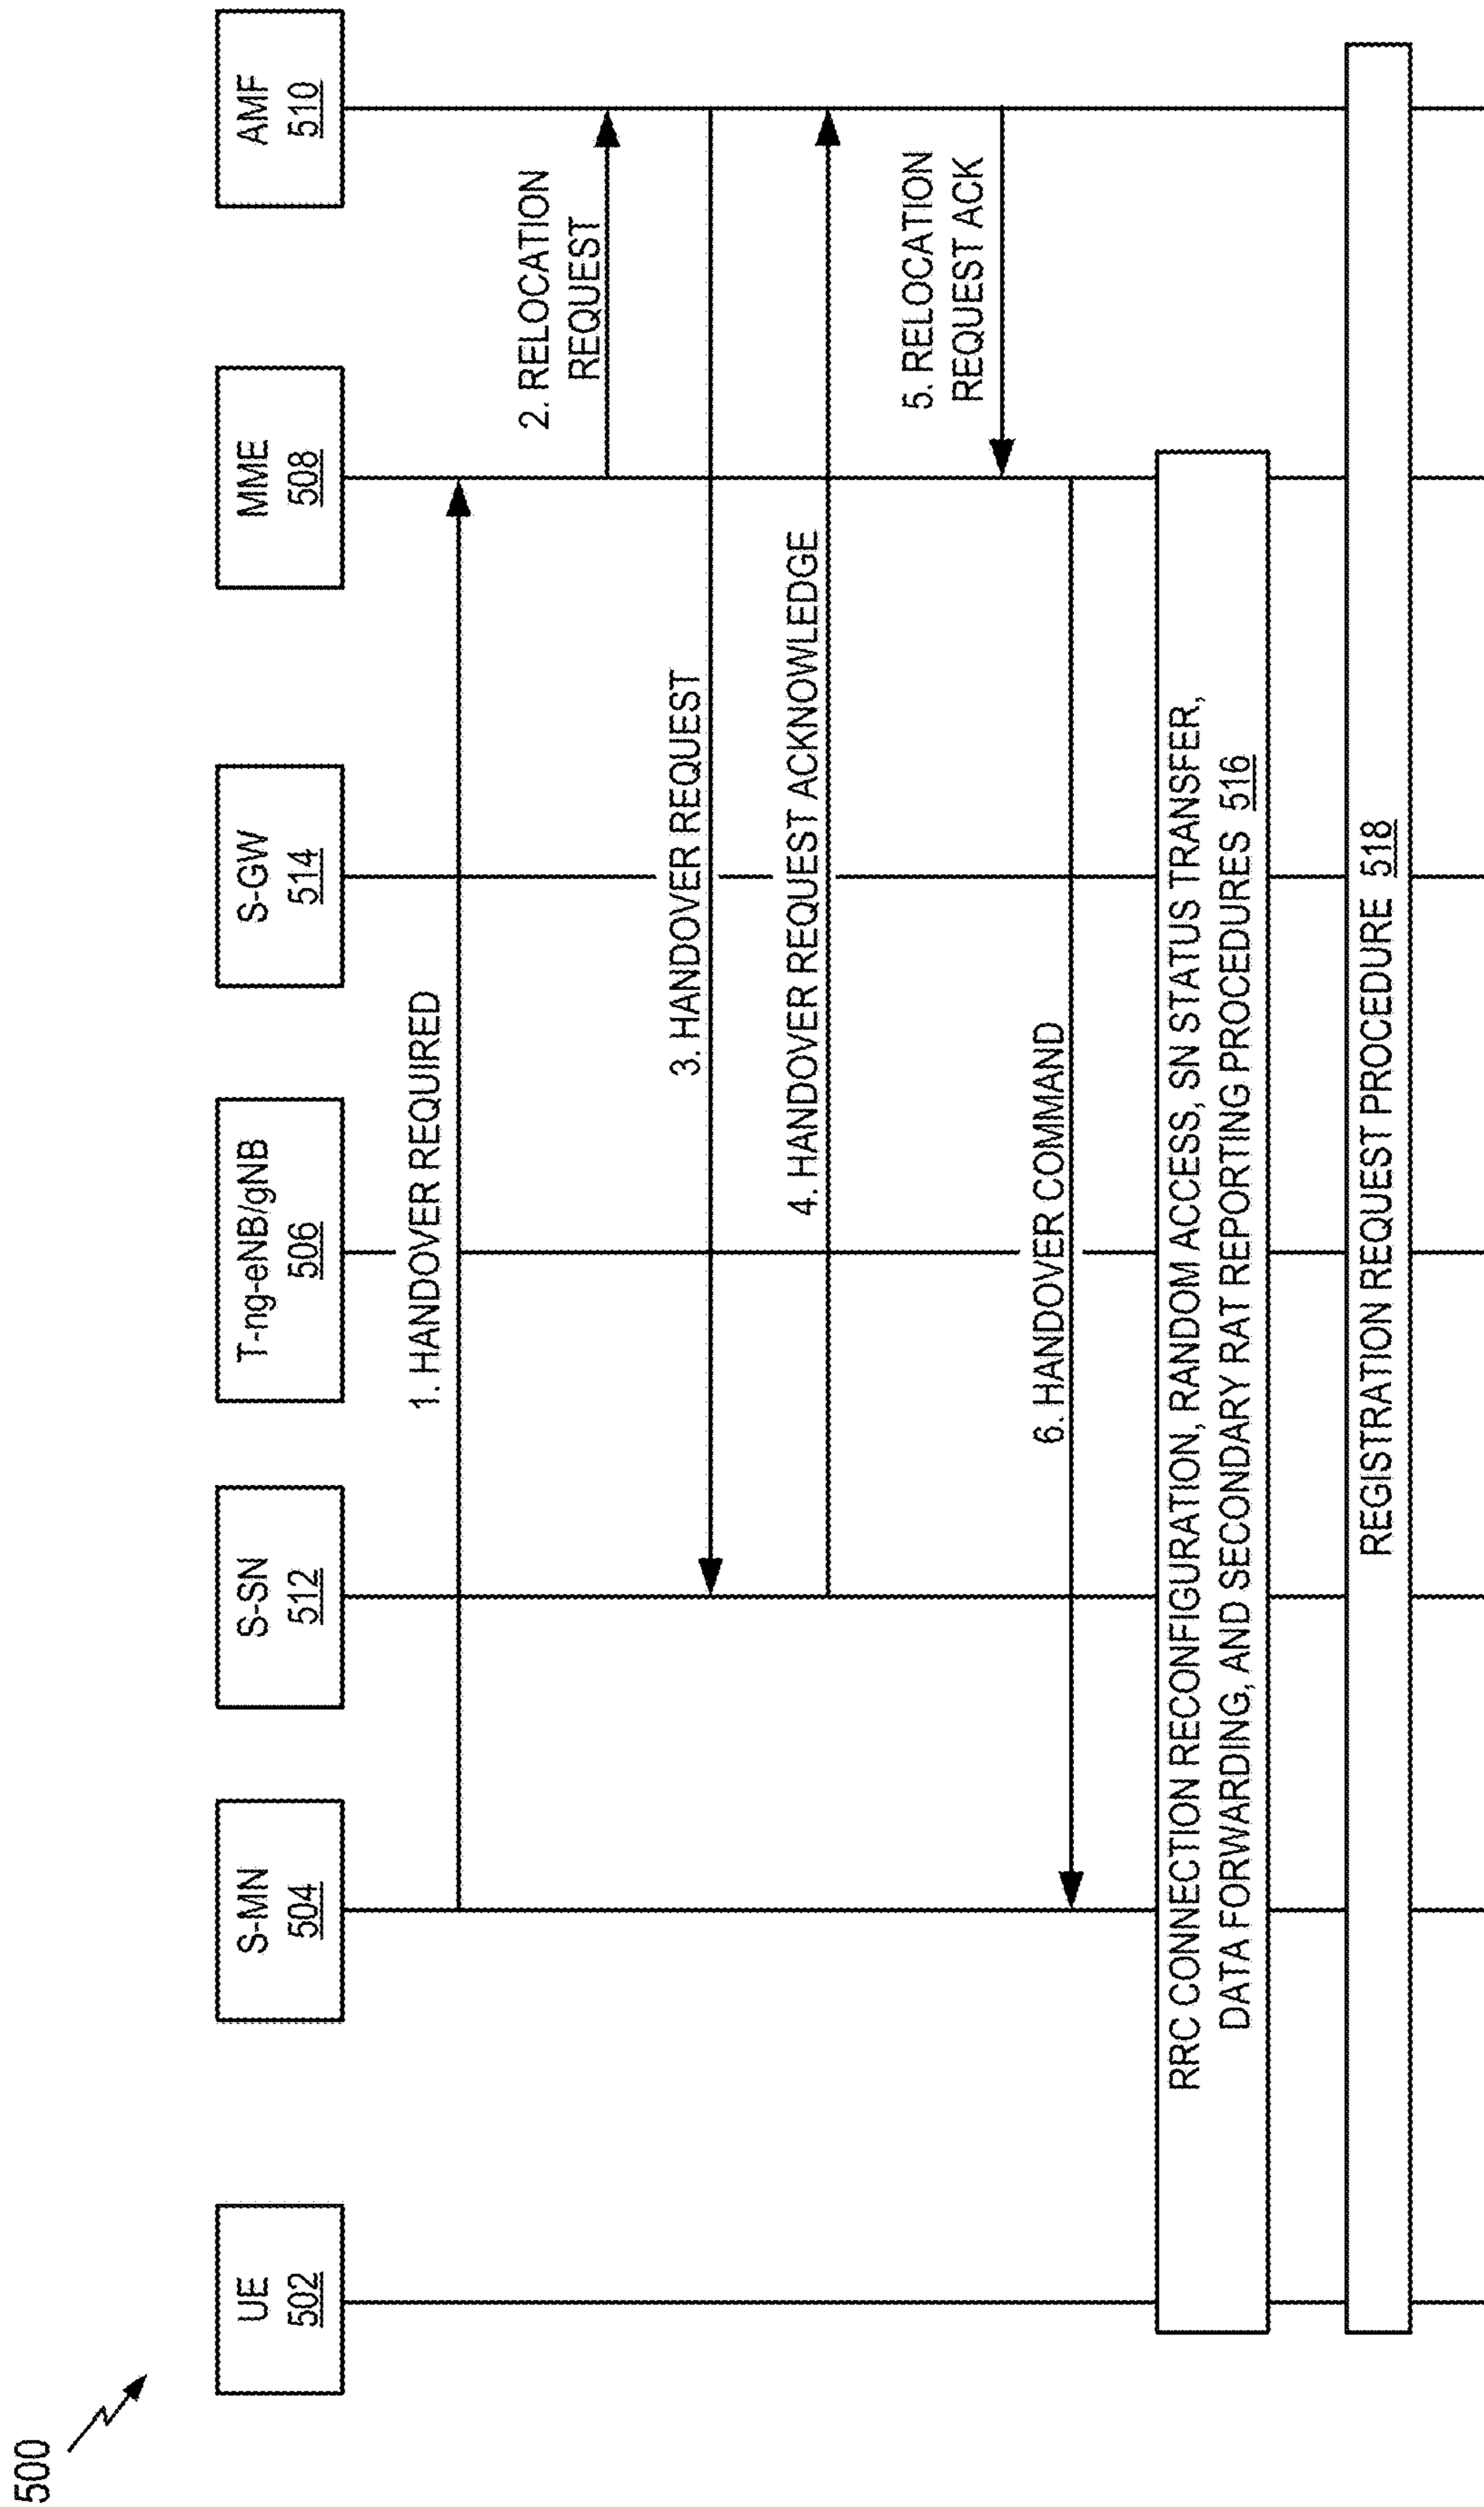 500
UE
502
S-MN
504
S-SN
512
T-ng-eNB/gNB
506
S-GW
514
MME
508
AMF
510
1. HANDOVER REQUIRED
2. RELOCATION
REQUEST
3. HANDOVER REQUEST
4. HANDOVER REQUEST ACKNOWLEDGE
5. RELOCATION
REQUEST ACK
6. HANDOVER COMMAND
RRC CONNECTION RECONFIGURATION, RANDOM ACCESS, SN STATUS TRANSFER,
DATA FORWARDING, AND SECONDARY RAT REPORTING PROCEDURES 516
REGISTRATION REQUEST PROCEDURE 518